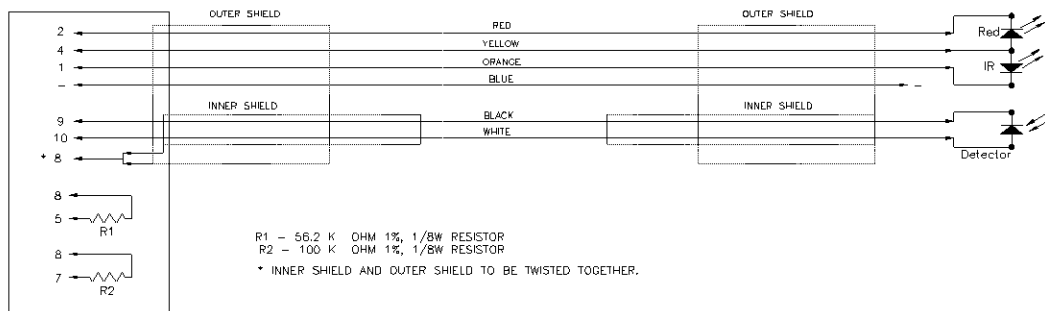 OUTER SHIELD OUTER SHIELD
2 RED Red
4 YELLOW
1 ORANGE IR
– BLUE –
INNER SHIELD INNER SHIELD
9 BLACK
10 WHITE
* 8 Detector
8
5 R1
8
7 R2
R1 – 56.2 K OHM 1%, 1/8W RESISTOR
R2 – 100 K OHM 1%, 1/8W RESISTOR
* INNER SHIELD AND OUTER SHIELD TO BE TWISTED TOGETHER.